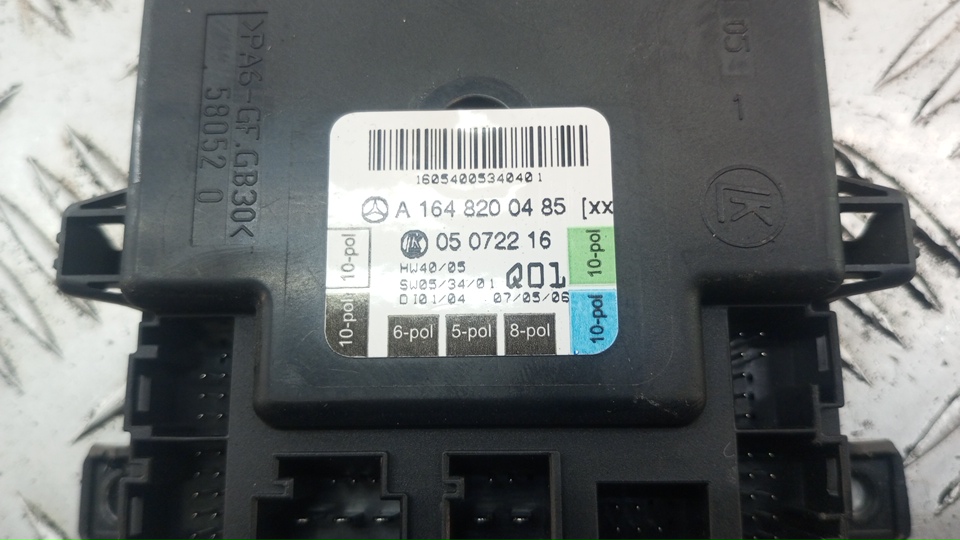 >PA6-GF.GB30<
58052 0
1
1605400534040 1
A 164 820 04 85 [xx
05 0722 16
HW40/05
SW05/34/01 Q01
DI01/04 07/05/06
10-pol
10-pol
10-pol
10-pol
6-pol 5-pol 8-pol